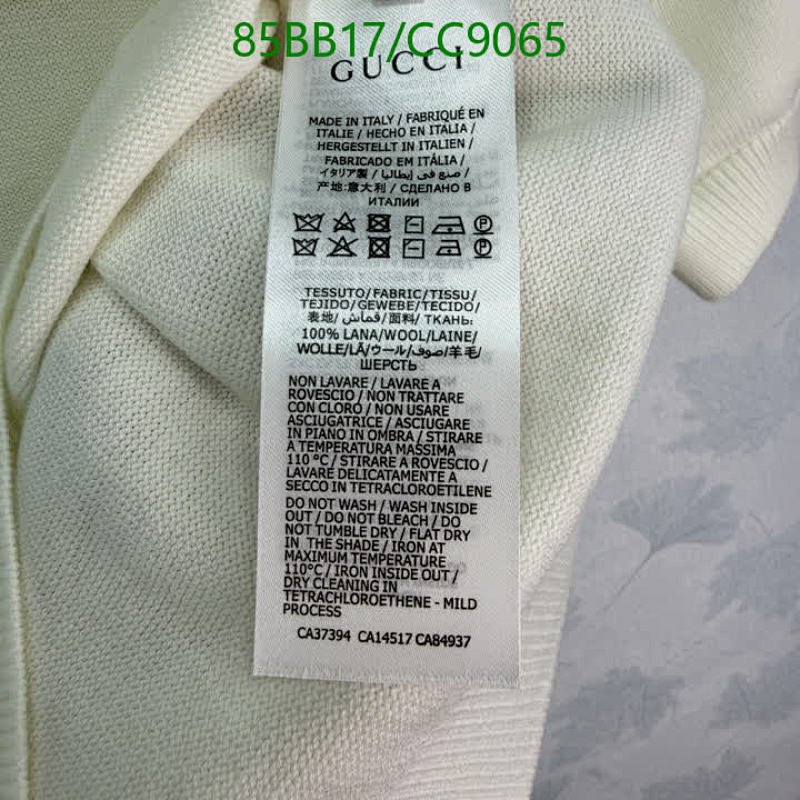 85BB17/CC9065
GUCCI
MADE IN ITALY / FABRIQUÉ EN
ITALIE / HECHO EN ITALIA /
HERGESTELLT IN ITALIEN /
FABRICADO EM ITÁLIA /
イタリア製 / صنع في إيطاليا /
产地:意大利 / СДЕЛАНО В
ИТАЛИИ
TESSUTO/FABRIC/TISSU/
TEJIDO/GEWEBE/TECIDO/
表地/ قماش/ 面料/ ТКАНЬ:
100% LANA/WOOL/LAINE/
WOLLE/LÃ/ウール/صوف/羊毛/
ШЕРСТЬ
NON LAVARE / LAVARE A
ROVESCIO / NON TRATTARE
CON CLORO / NON USARE
ASCIUGATRICE / ASCIUGARE
IN PIANO IN OMBRA / STIRARE
A TEMPERATURA MASSIMA
110 °C / STIRARE A ROVESCIO /
LAVARE DELICATAMENTE A
SECCO IN TETRACLOROETILENE
DO NOT WASH / WASH INSIDE
OUT / DO NOT BLEACH / DO
NOT TUMBLE DRY / FLAT DRY
IN THE SHADE / IRON AT
MAXIMUM TEMPERATURE
110°C / IRON INSIDE OUT /
DRY CLEANING IN
TETRACHLOROETHENE - MILD
PROCESS
CA37394 CA14517 CA84937